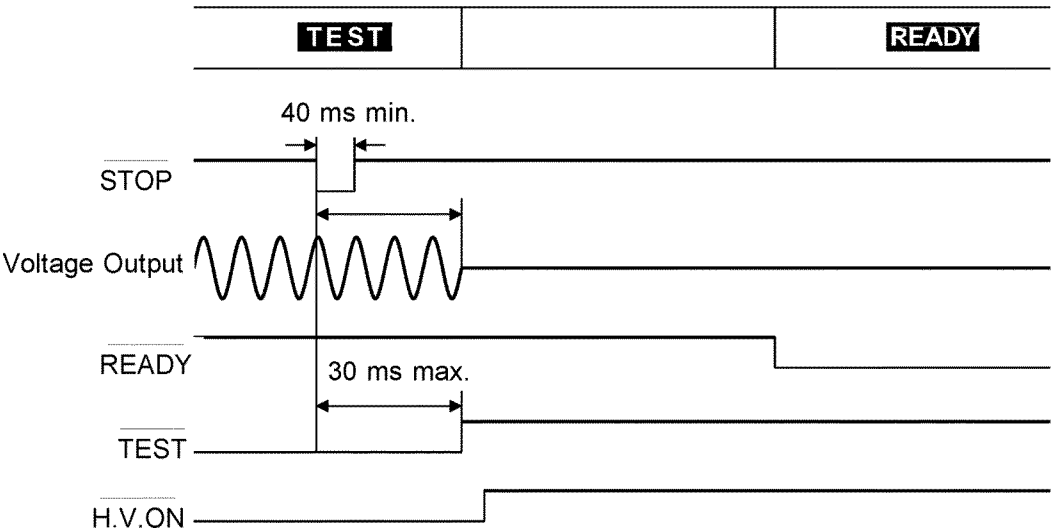 TEST READY
40 ms min.
STOP
Voltage Output
READY
30 ms max.
TEST
H.V.ON